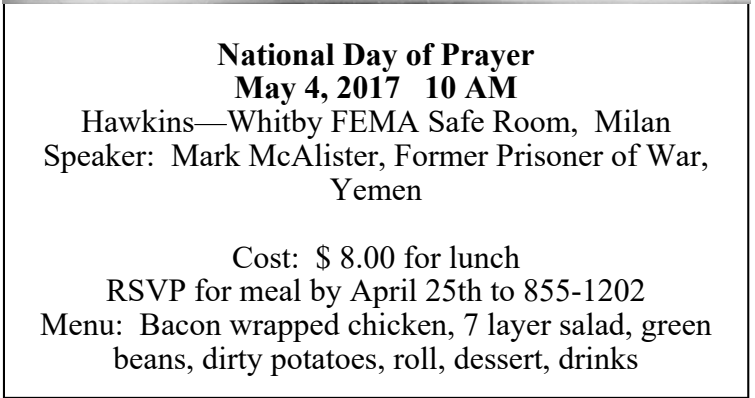 National Day of Prayer
May 4, 2017   10 AM
Hawkins—Whitby FEMA Safe Room,  Milan
Speaker:  Mark McAlister, Former Prisoner of War,
Yemen
Cost:  $ 8.00 for lunch
RSVP for meal by April 25th to 855-1202
Menu:  Bacon wrapped chicken, 7 layer salad, green
beans, dirty potatoes, roll, dessert, drinks